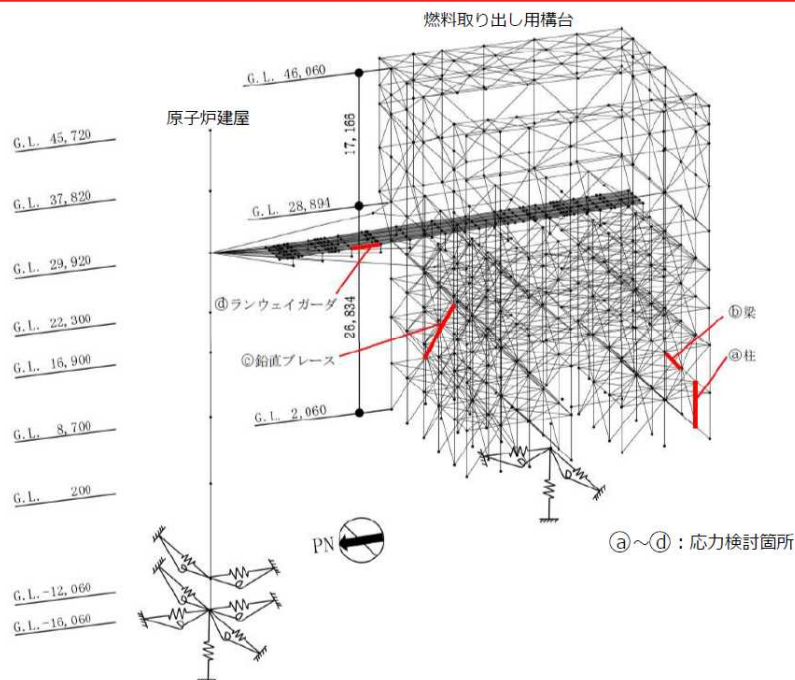 燃料取り出し用構台
G.L. 46,060
原子炉建屋
G.L. 45,720
17,166
G.L. 37,820
G.L. 28,894
G.L. 29,920
ⓓランウェイガーダ
26,834
G.L. 22,300
ⓑ梁
ⓒ鉛直ブレース
ⓐ柱
G.L. 16,900
G.L. 2,060
G.L. 8,700
G.L. 200
PN
ⓐ~ⓓ:応力検討箇所
G.L.-12,060
G.L.-16,060